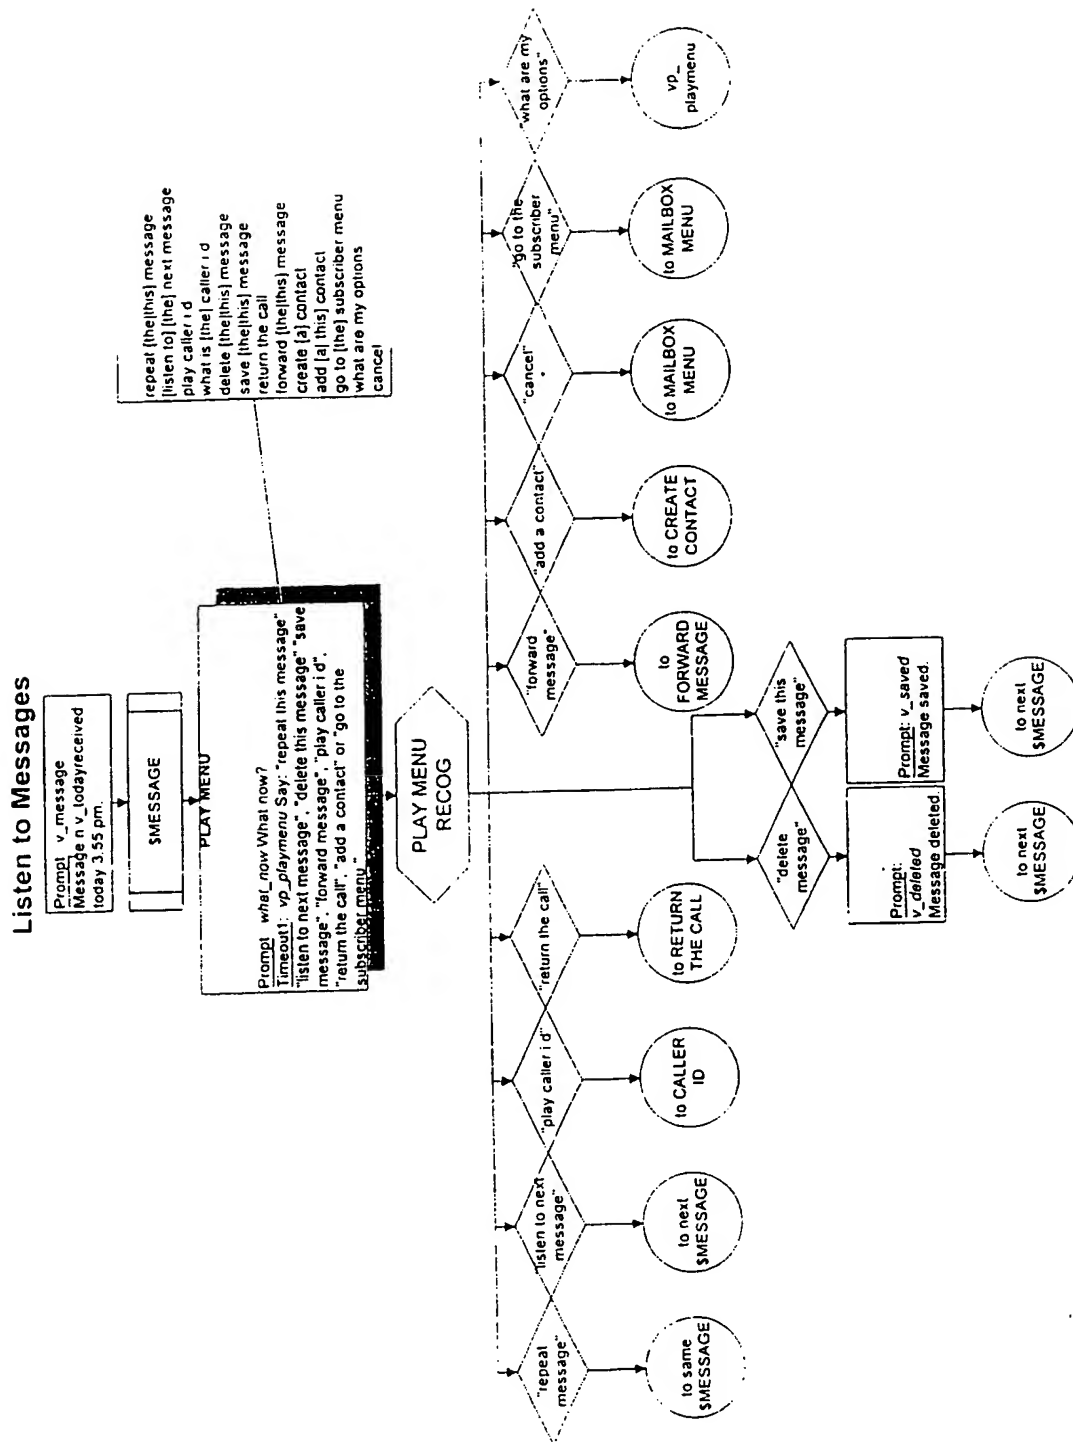 Listen to Messages
Prompt v_message
Message n v_todayreceived
today 3.55 pm.
$MESSAGE
PLAY MENU
Prompt what_now What now?
Timeout1: vp_playmenu Say: "repeat this message"
"listen to next message", "delete this message" "save
message", "forward message", "play caller i d",
"return the call", "add a contact" or "go to the
subscriber menu"
repeat [the|this] message
[listen to] [the] next message
play caller i d
what is [the] caller i d
delete [the|this] message
save [the|this] message
return the call
forward [the|this] message
create [a] contact
add [a| this] contact
go to [the] subscriber menu
what are my options
cancel
PLAY MENU
RECOG
"repeat
message"
"listen to next
message"
"play caller i d"
"return the call"
"forward
message"
"add a contact"
"cancel"
"go to the
subscriber
menu"
"what are my
options"
to same
$MESSAGE
to next
$MESSAGE
to CALLER
ID
to RETURN
THE CALL
to
FORWARD
MESSAGE
to CREATE
CONTACT
to MAILBOX
MENU
to MAILBOX
MENU
vp_
playmenu
"delete
message"
"save this
message"
Prompt:
v_deleted
Message deleted.
Prompt: v_saved
Message saved.
to next
$MESSAGE
to next
$MESSAGE